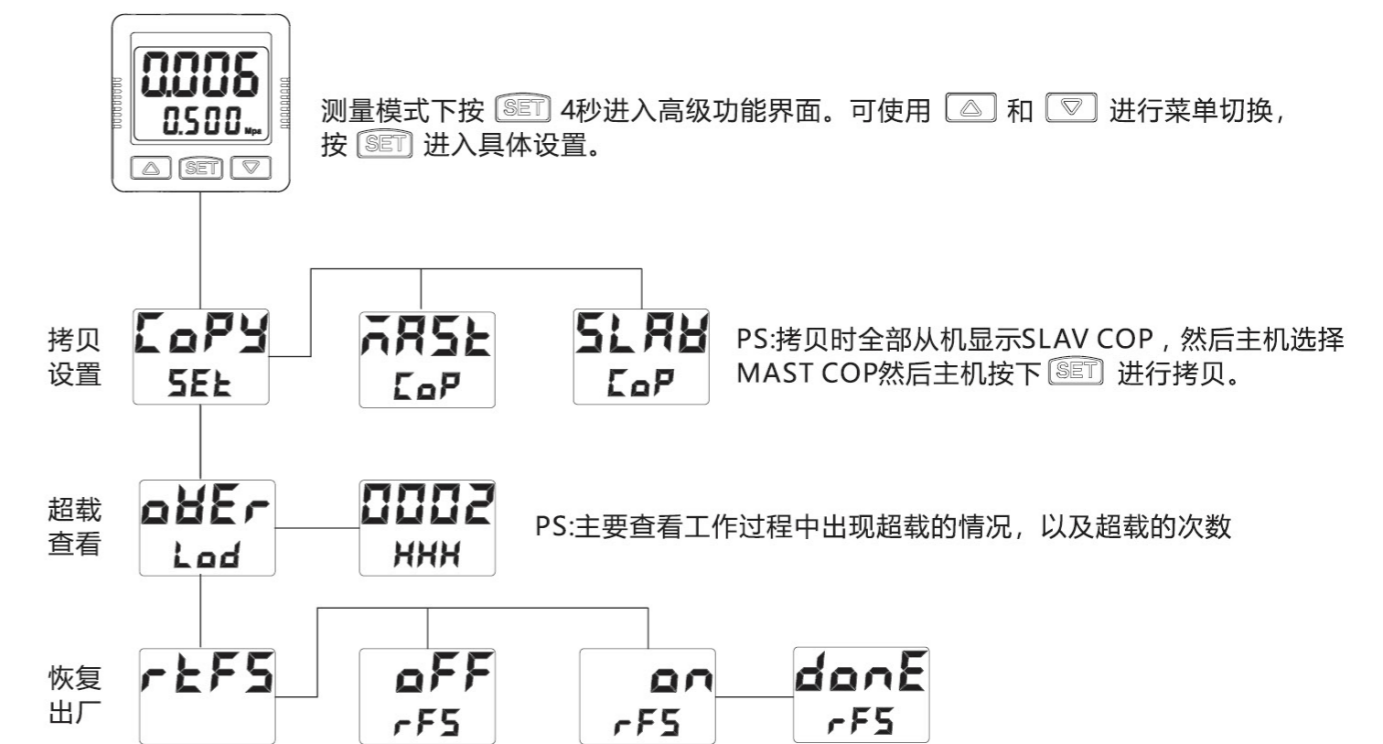 0.006
0.500 Mpa
SET
测量模式下按 SET 4秒进入高级功能界面。可使用 和 进行菜单切换，
按 SET 进入具体设置。
拷贝
设置
CoPY
SEt
MASt
CoP
SLAV
CoP
PS:拷贝时全部从机显示SLAV COP，然后主机选择
MAST COP然后主机按下 SET 进行拷贝。
超载
查看
oVEr
Lod
0002
HHH
PS:主要查看工作过程中出现超载的情况，以及超载的次数
恢复
出厂
rtFS
oFF
rFS
on
rFS
donE
rFS